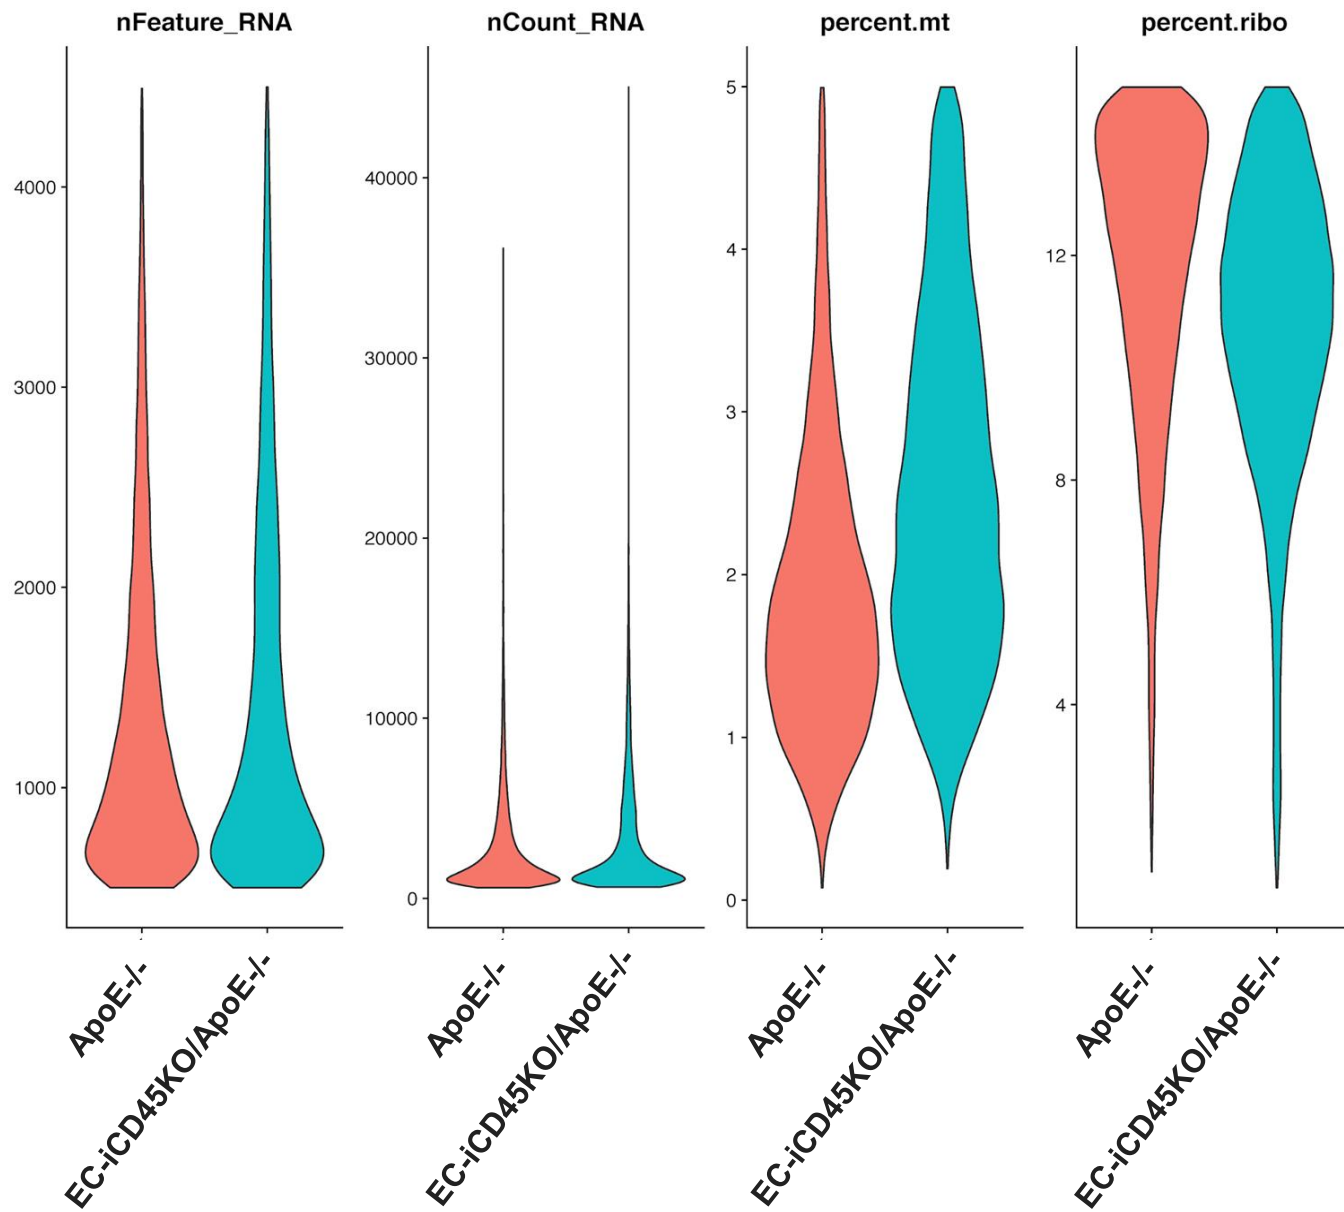 nFeature_RNA
4000
3000
2000
1000
ApoE-/-
EC-iCD45KO/ApoE-/-
nCount_RNA
40000
30000
20000
10000
0
ApoE-/-
EC-iCD45KO/ApoE-/-
percent.mt
5
4
3
2
1
0
ApoE-/-
EC-iCD45KO/ApoE-/-
percent.ribo
12
8
4
ApoE-/-
EC-iCD45KO/ApoE-/-